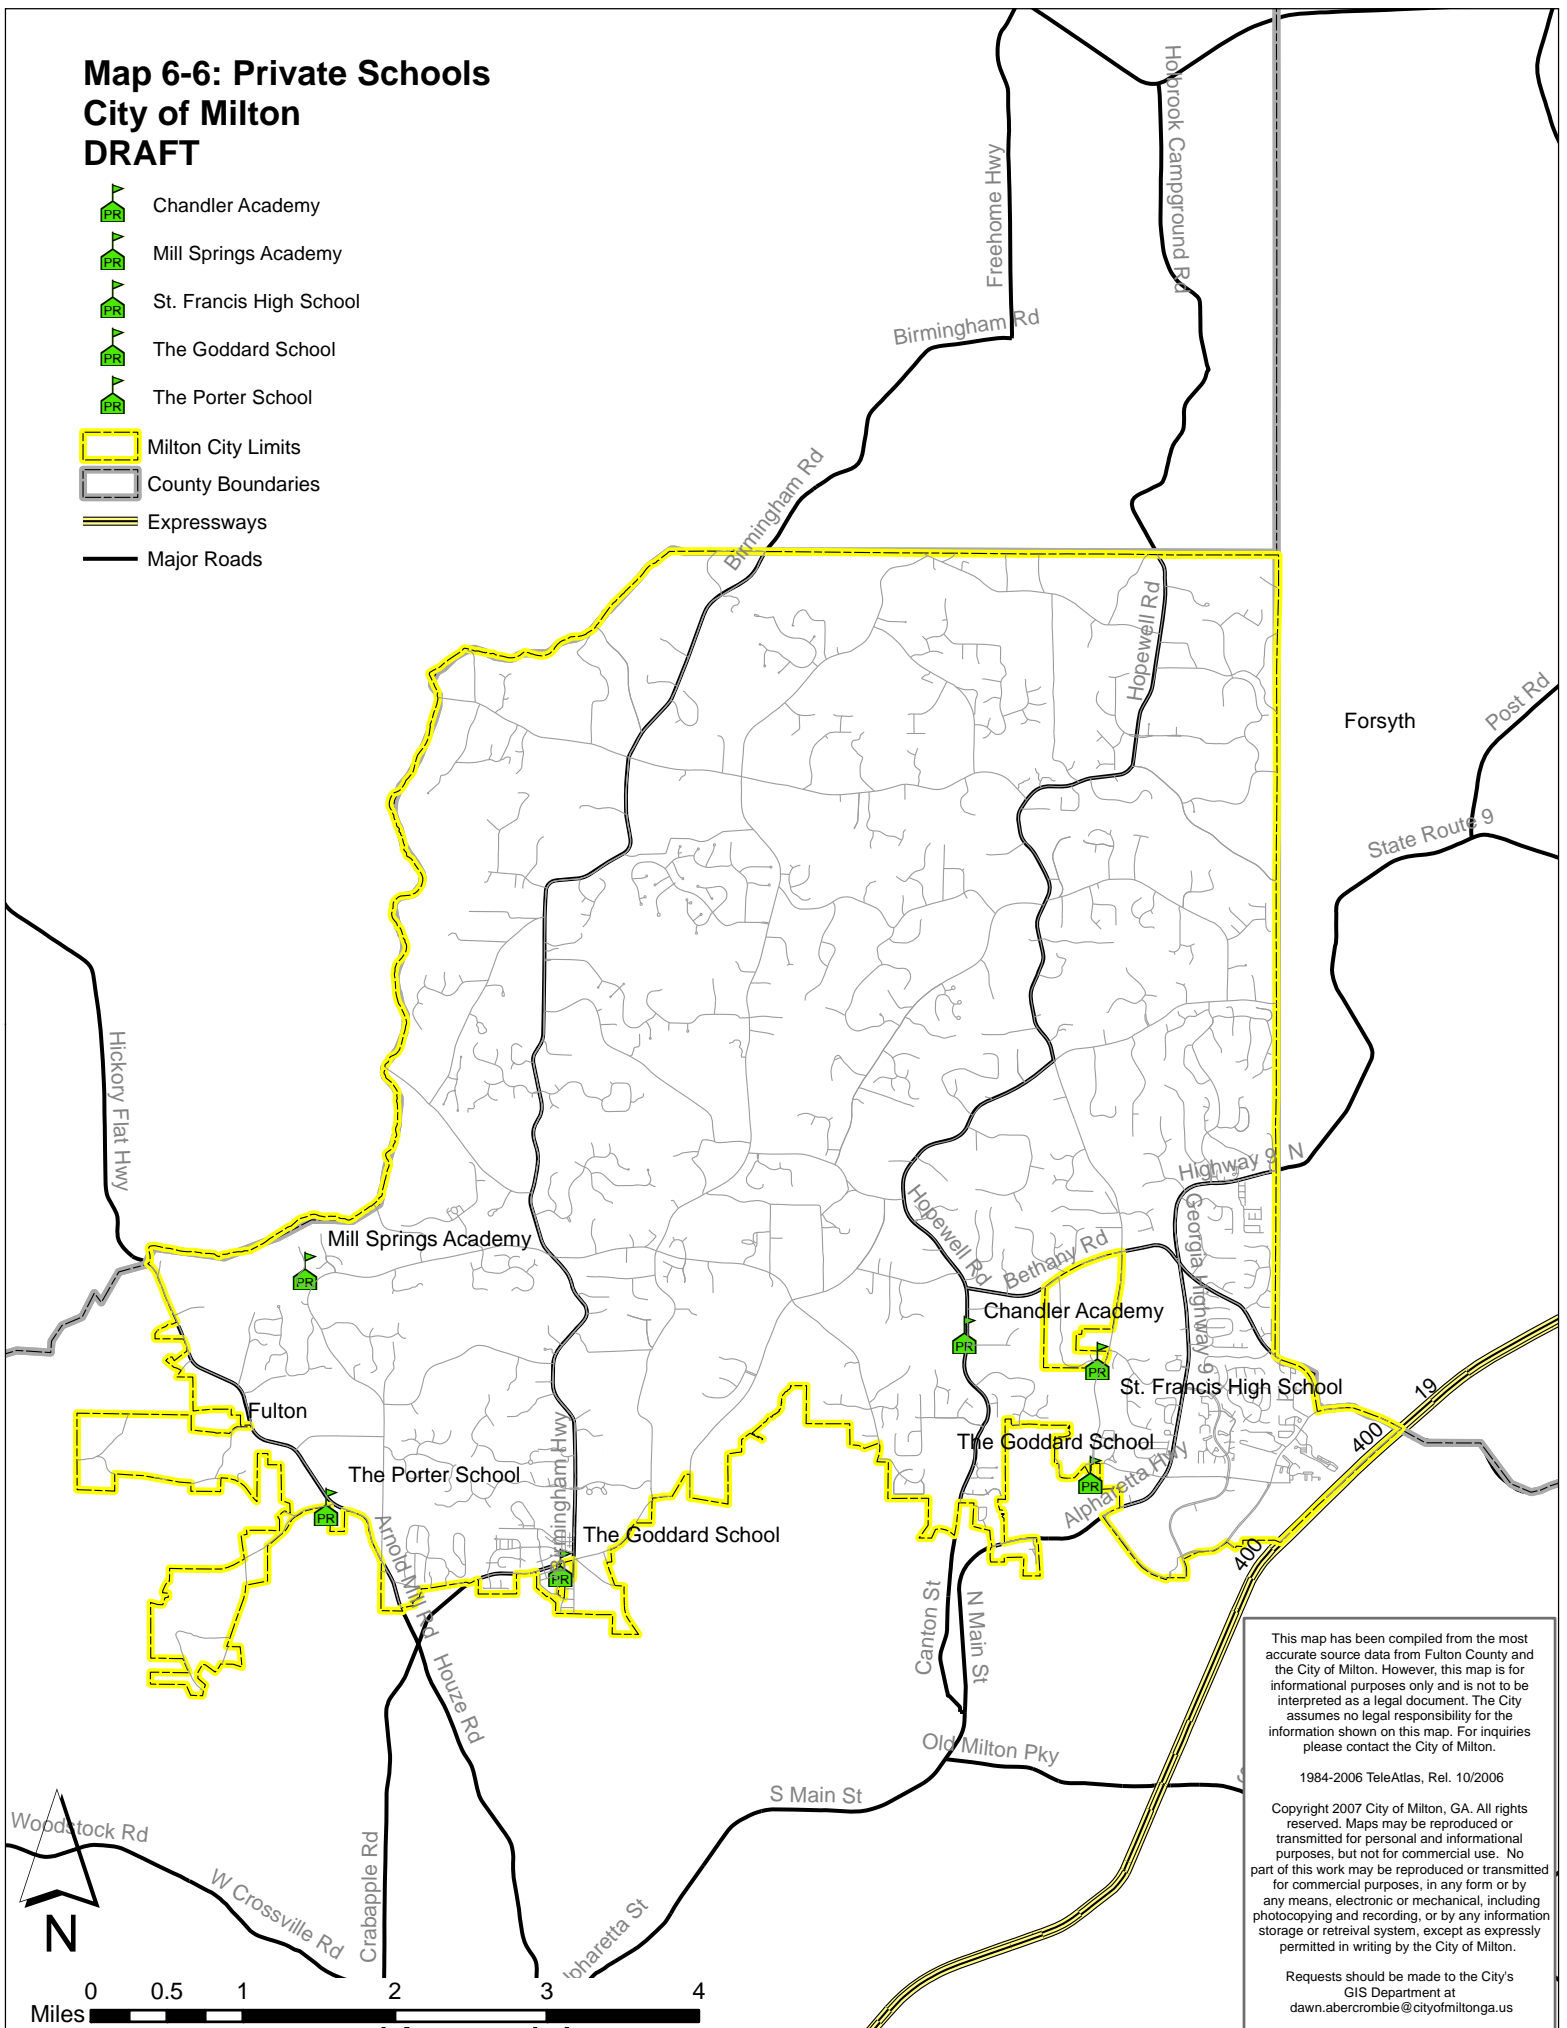 Map 6-6: Private Schools
City of Milton
DRAFT
PR Chandler Academy
PR Mill Springs Academy
PR St. Francis High School
PR The Goddard School
PR The Porter School
Milton City Limits
County Boundaries
Expressways
Major Roads
Holbrook Campground Rd
Freehome Hwy
Birmingham Rd
Birmingham Rd
Hopewell Rd
Forsyth
Post Rd
State Route 9
Hickory Flat Hwy
Highway 9 N
Georgia Highway 9
Hopewell Rd
Bethany Rd
Mill Springs Academy
PR
Chandler Academy
PR
PR
St. Francis High School
Fulton
19
400
The Goddard School
PR
Alpharetta Hwy
The Porter School
PR
Birmingham Hwy
Arnold Mill Rd
The Goddard School
PR
400
Canton St
N Main St
Houze Rd
Old Milton Pky
S Main St
Woodstock Rd
W Crossville Rd
Crabapple Rd
lpharetta St
N
0 0.5 1 2 3 4
Miles
This map has been compiled from the most
accurate source data from Fulton County and
the City of Milton. However, this map is for
informational purposes only and is not to be
interpreted as a legal document. The City
assumes no legal responsibility for the
information shown on this map. For inquiries
please contact the City of Milton.
1984-2006 TeleAtlas, Rel. 10/2006
Copyright 2007 City of Milton, GA. All rights
reserved. Maps may be reproduced or
transmitted for personal and informational
purposes, but not for commercial use. No
part of this work may be reproduced or transmitted
for commercial purposes, in any form or by
any means, electronic or mechanical, including
photocopying and recording, or by any information
storage or retreival system, except as expressly
permitted in writing by the City of Milton.
Requests should be made to the City's
GIS Department at
dawn.abercrombie@cityofmiltonga.us